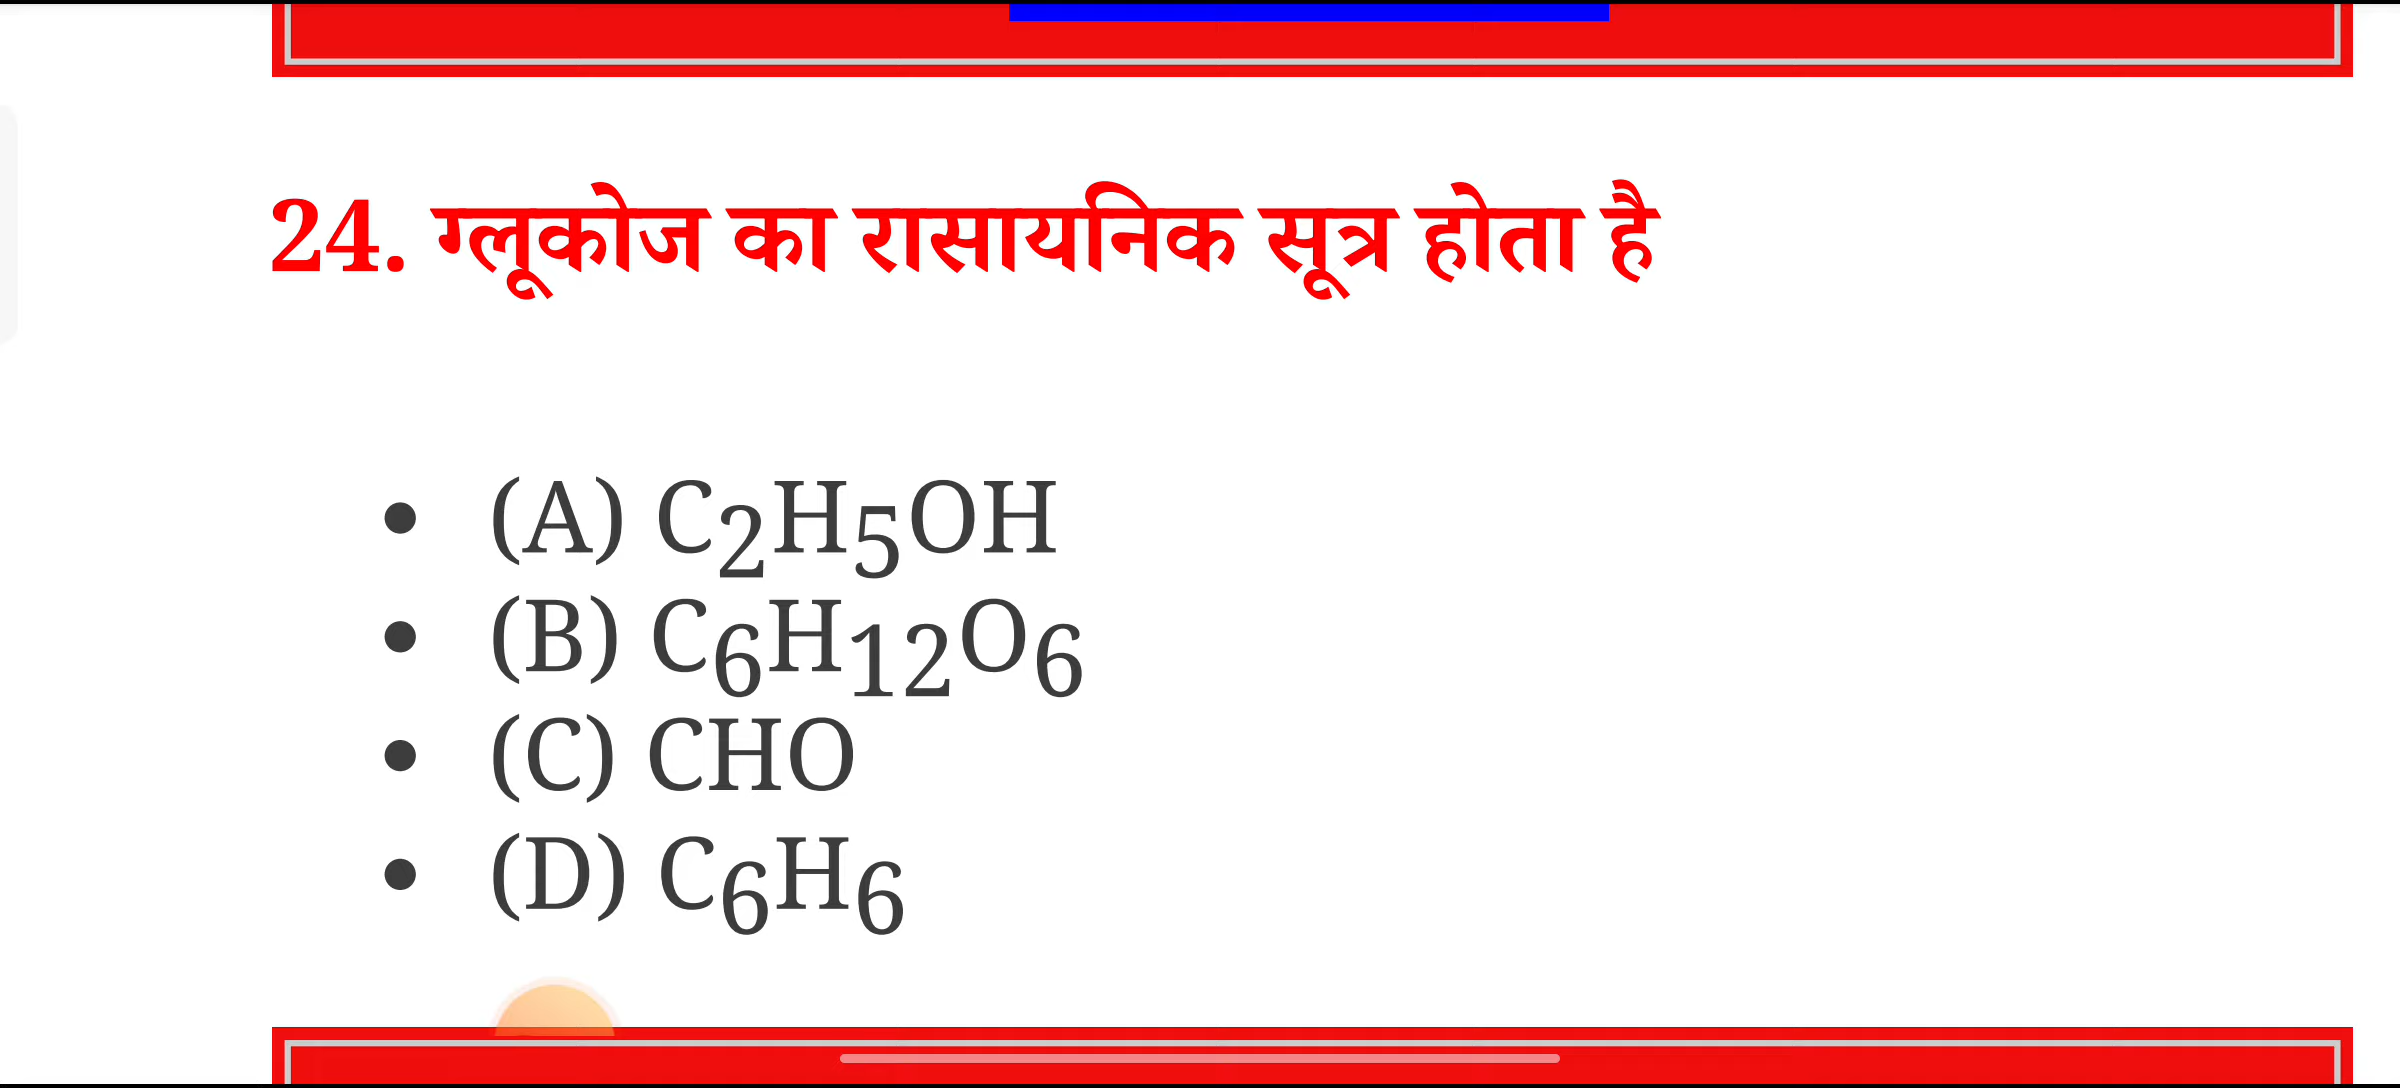 24. ग्लूकोज का रासायनिक सूत्र होता है
(A) C₂H₅OH
(B) C₆H₁₂O₆
(C) CHO
(D) C₆H₆